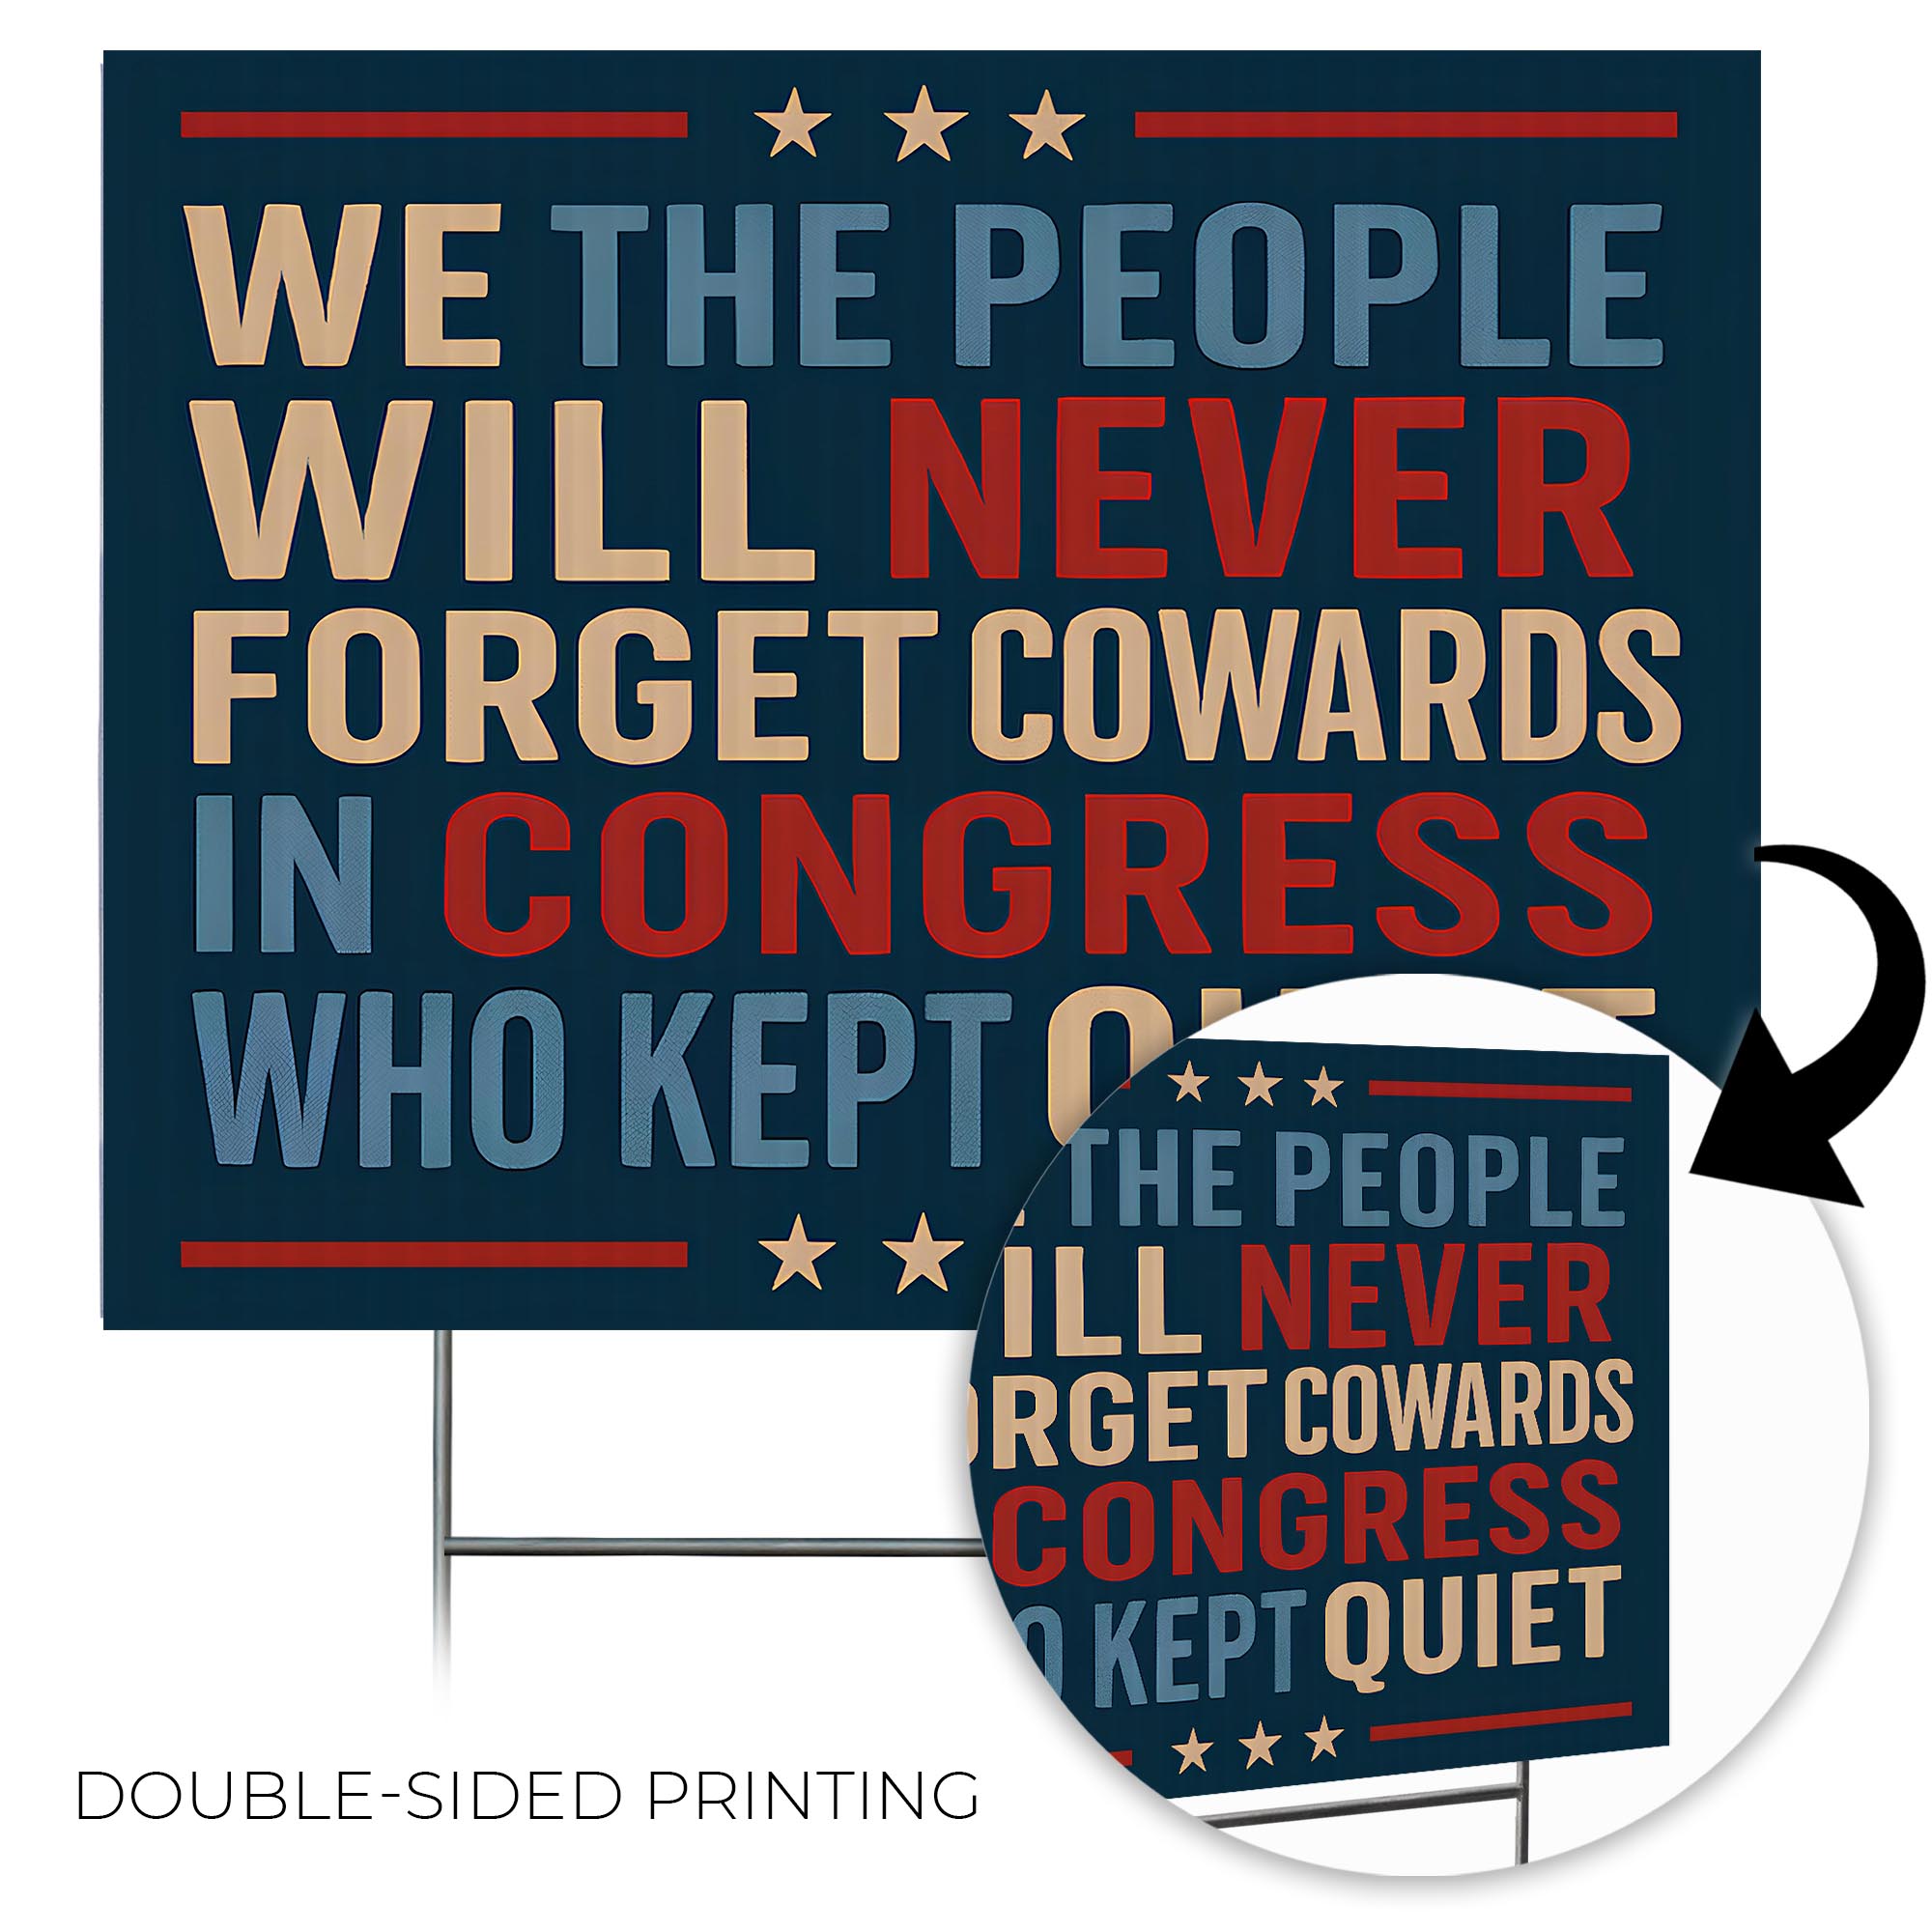 WE THE PEOPLE
WILL NEVER
FORGET COWARDS
IN CONGRESS
WHO KEPT
THE PEOPLE
ILL NEVER
ORGET COWARDS
CONGRESS
O KEPT QUIET
DOUBLE-SIDED PRINTING